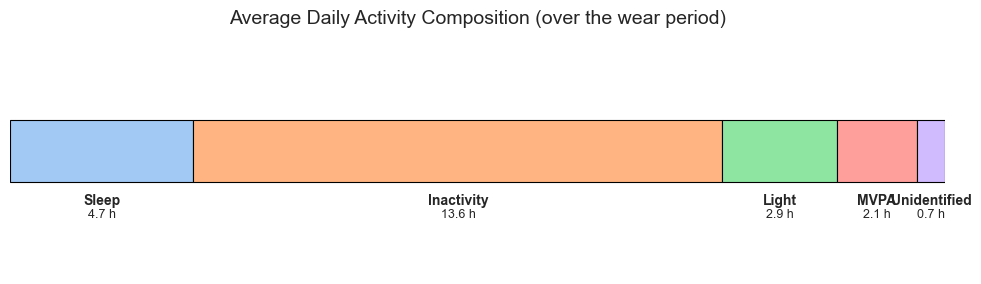 Average Daily Activity Composition (over the wear period)
Sleep Inactivity Light MVPA Unidentified
4.7 h 13.6 h 2.9 h 2.1 h 0.7 h